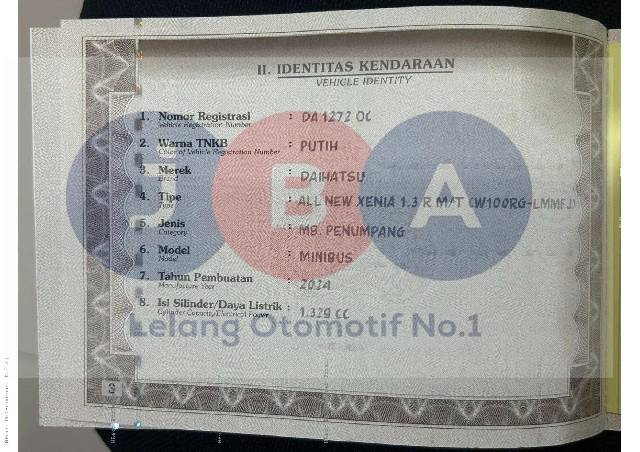 II. IDENTITAS KENDARAAN
VEHICLE IDENTITY
1. Nomor Registrasi : DA 1272 OC
Vehicle Registration Number
2. Warna TNKB : PUTIH
Color of Vehicle Registration Number
3. Merek : DAIHATSU
Brand
4. Tipe : ALL NEW XENIA 1.3 R M/T (W100RG-LMMFJ)
Type
5. Jenis : MB. PENUMPANG
Category
6. Model : MINIBUS
Model
7. Tahun Pembuatan : 2024
Manufacture Year
8. Isi Silinder/Daya Listrik : 1.329 CC
Cylinder Capacity/Electrical Power
JBA
Lelang Otomotif No.1
3